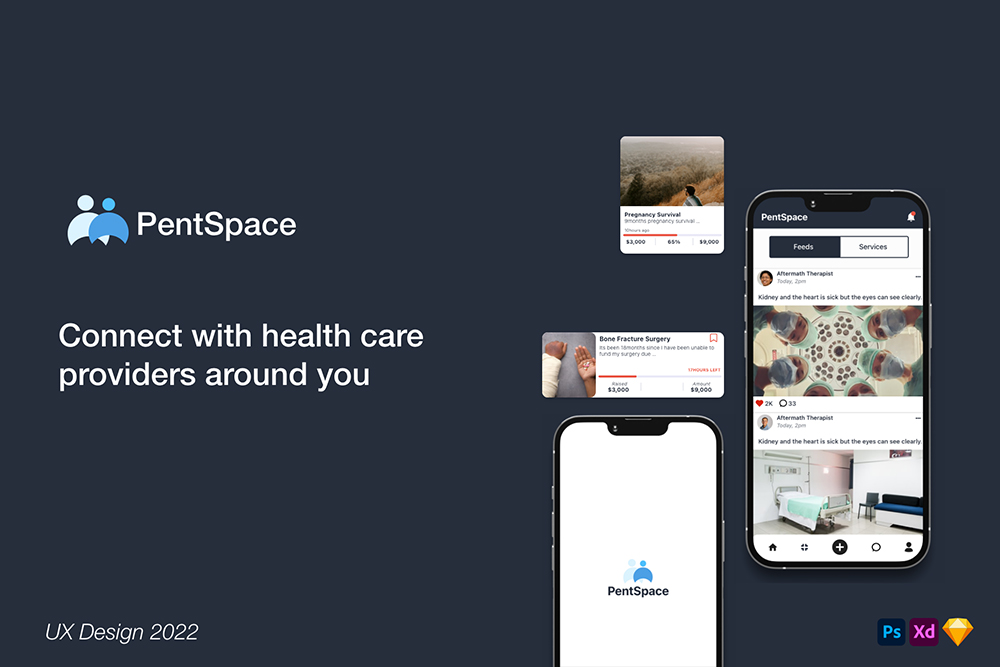 PentSpace
Connect with health care
providers around you
UX Design 2022
Pregnancy Survival
9months pregnancy survival ...
10hours ago
$3,000 65% $9,000
Bone Fracture Surgery
Its been 18months since i have been unable to
fund my surgery due ...
17HOURS LEFT
Raised Amount
$3,000 $9,000
PentSpace
PentSpace
Feeds Services
Aftermath Therapist
Today, 2pm
Kidney and the heart is sick but the eyes can see clearly.
2K 33
Aftermath Therapist
Today, 2pm
Kidney and the heart is sick but the eyes can see clearly.
Ps Xd